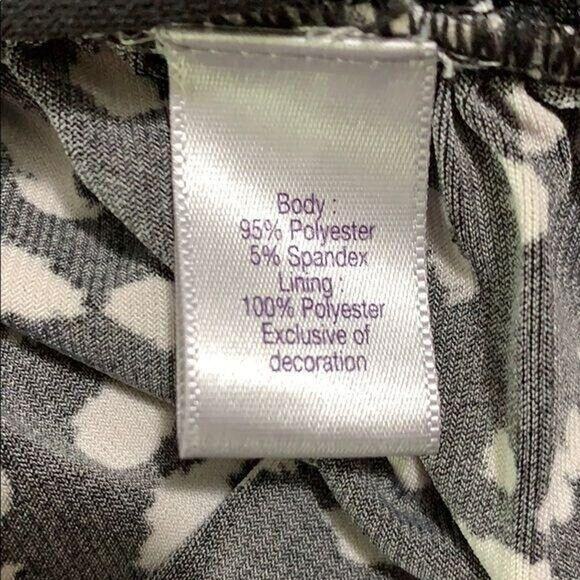 Body :
95% Polyester
5% Spandex
Lining :
100% Polyester
Exclusive of
decoration